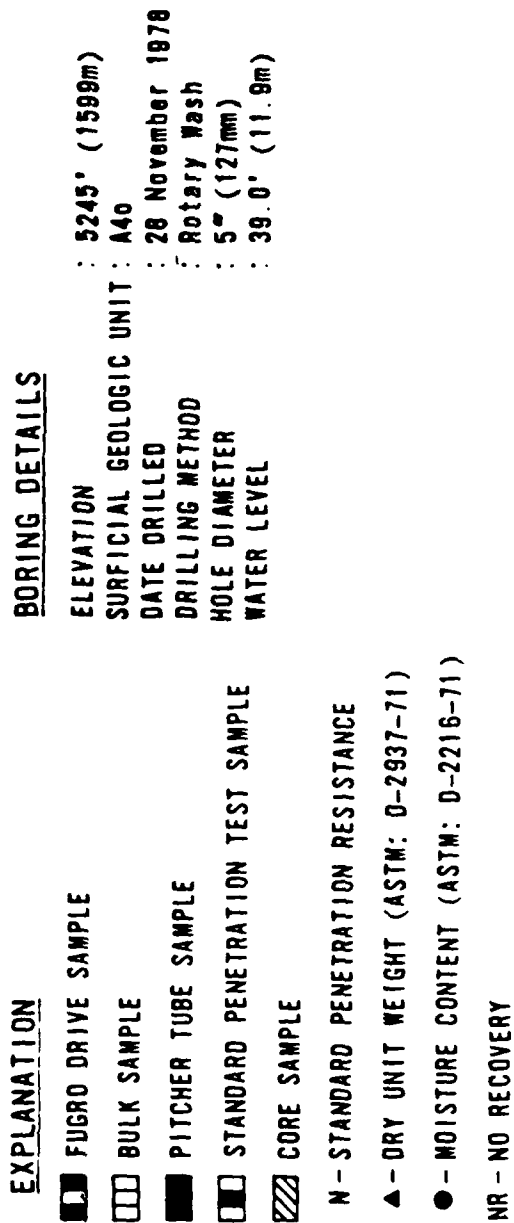 EXPLANATION
FUGRO DRIVE SAMPLE
BULK SAMPLE
PITCHER TUBE SAMPLE
STANDARD PENETRATION TEST SAMPLE
CORE SAMPLE
N – STANDARD PENETRATION RESISTANCE
▲ – DRY UNIT WEIGHT (ASTM: D-2937-71)
● – MOISTURE CONTENT (ASTM: D-2216-71)
NR – NO RECOVERY
BORING DETAILS
ELEVATION : 5245' (1599m)
SURFICIAL GEOLOGIC UNIT : A4o
DATE DRILLED : 28 November 1978
DRILLING METHOD : Rotary Wash
HOLE DIAMETER : 5" (127mm)
WATER LEVEL : 39.0' (11.9m)